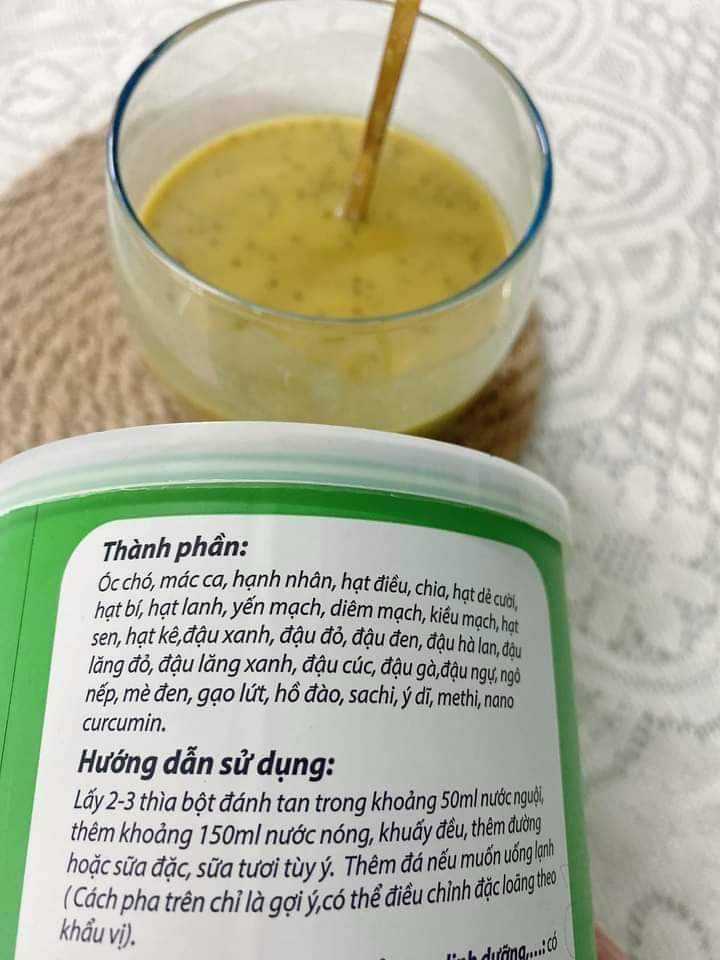 Thành phần:
Óc chó, mác ca, hạnh nhân, hạt điều, chia, hạt dẻ cười,
hạt bí, hạt lanh, yến mạch, diêm mạch, kiều mạch, hạt
sen, hạt kê,đậu xanh, đậu đỏ, đậu đen, đậu hà lan, đậu
lăng đỏ, đậu lăng xanh, đậu cúc, đậu gà,đậu ngự, ngô
nếp, mè đen, gạo lứt, hồ đào, sachi, ý dĩ, methi, nano
curcumin.
Hướng dẫn sử dụng:
Lấy 2-3 thìa bột đánh tan trong khoảng 50ml nước nguội,
thêm khoảng 150ml nước nóng, khuấy đều, thêm đường
hoặc sữa đặc, sữa tươi tùy ý. Thêm đá nếu muốn uống lạnh
( Cách pha trên chỉ là gợi ý,có thể điều chỉnh đặc loãng theo
khẩu vị).
dinh dưỡng,...: có